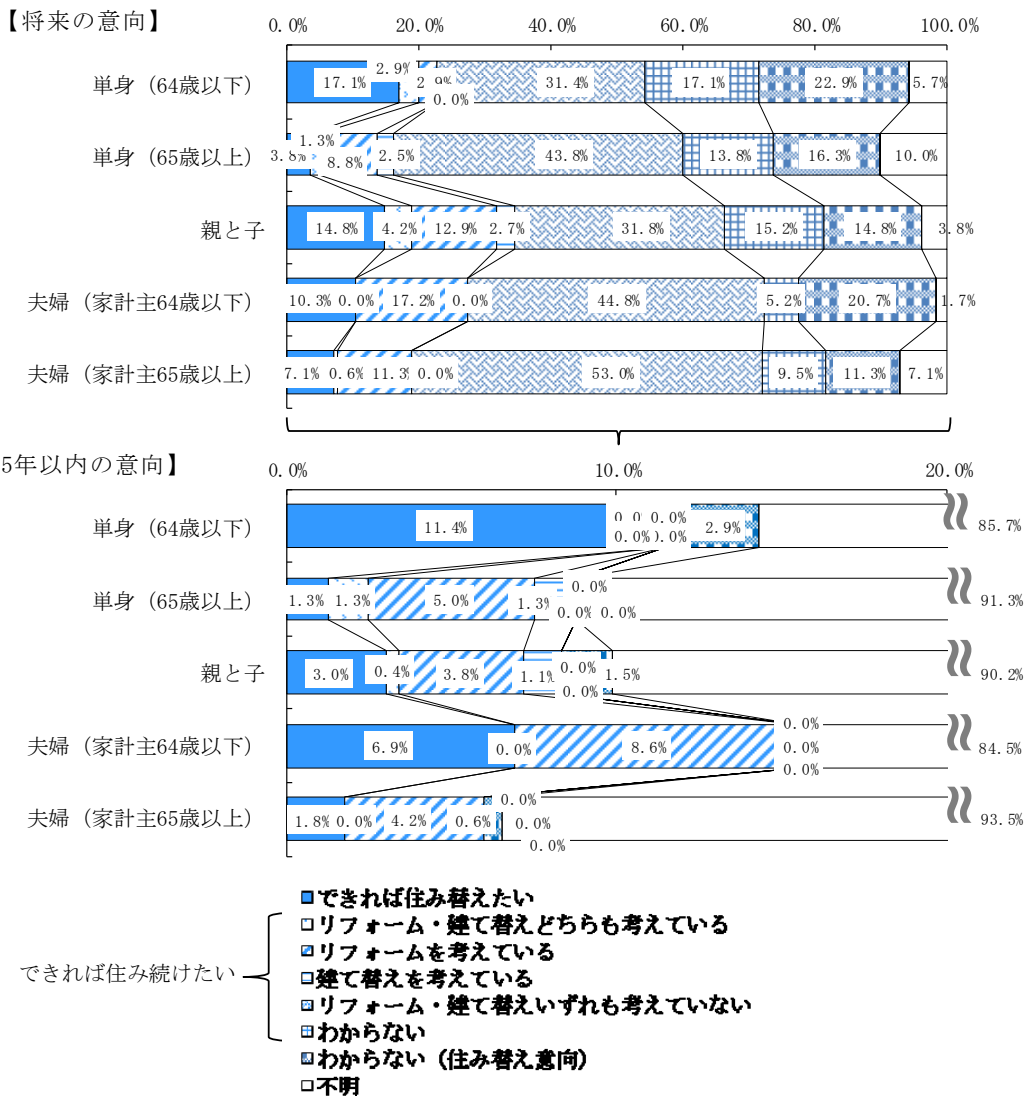 【将来の意向】
0.0% 20.0% 40.0% 60.0% 80.0% 100.0%
単身（64歳以下） 17.1% 2.9% 2.9% 0.0% 31.4% 17.1% 22.9% 5.7%
単身（65歳以上） 3.8% 1.3% 8.8% 2.5% 43.8% 13.8% 16.3% 10.0%
親と子 14.8% 4.2% 12.9% 2.7% 31.8% 15.2% 14.8% 3.8%
夫婦（家計主64歳以下） 10.3% 0.0% 17.2% 0.0% 44.8% 5.2% 20.7% 1.7%
夫婦（家計主65歳以上） 7.1% 0.6% 11.3% 0.0% 53.0% 9.5% 11.3% 7.1%
5年以内の意向】
0.0% 10.0% 20.0%
単身（64歳以下） 11.4% 0.0% 0.0% 0.0% 0.0% 2.9% 85.7%
単身（65歳以上） 1.3% 1.3% 5.0% 1.3% 0.0% 0.0% 0.0% 91.3%
親と子 3.0% 0.4% 3.8% 1.1% 0.0% 0.0% 1.5% 90.2%
夫婦（家計主64歳以下） 6.9% 0.0% 8.6% 0.0% 0.0% 0.0% 84.5%
夫婦（家計主65歳以上） 1.8% 0.0% 4.2% 0.6% 0.0% 0.0% 0.0% 93.5%
できれば住み替えたい
リフォーム・建て替えどちらも考えている
リフォームを考えている
できれば住み続けたい
建て替えを考えている
リフォーム・建て替えいずれも考えていない
わからない
わからない（住み替え意向）
不明